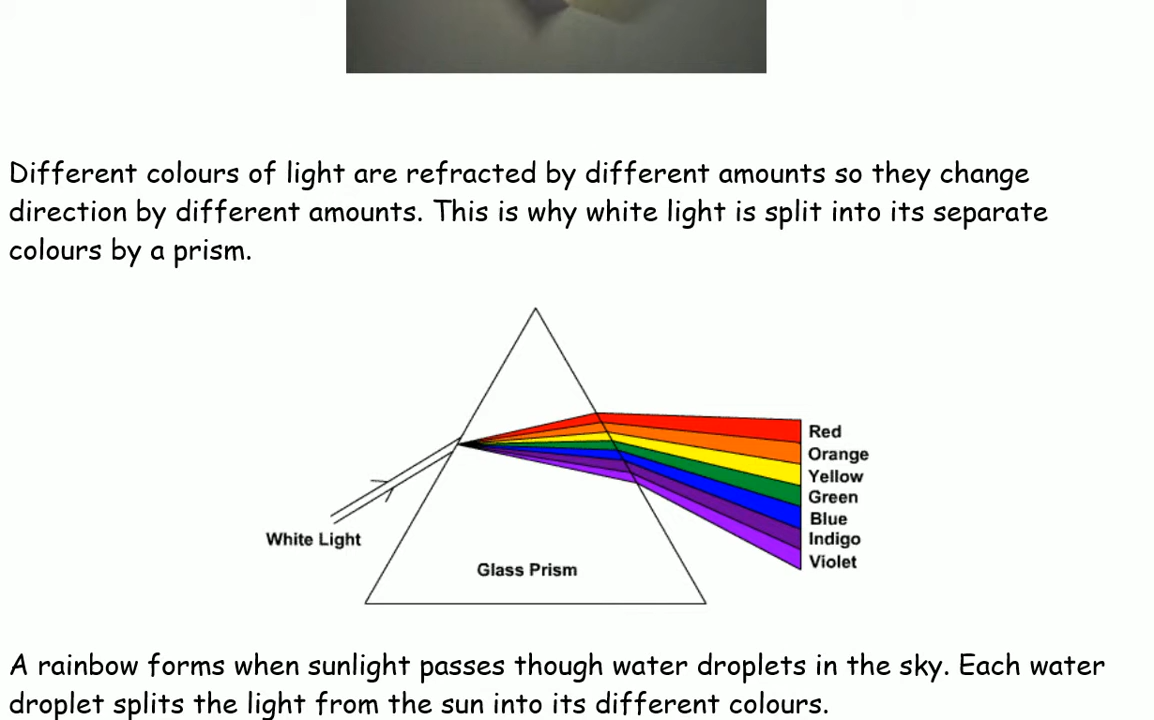 Different colours of light are refracted by different amounts so they change
direction by different amounts. This is why white light is split into its separate
colours by a prism.
Red
Orange
Yellow
Green
Blue
Indigo
Violet
White Light
Glass Prism
A rainbow forms when sunlight passes though water droplets in the sky. Each water
droplet splits the light from the sun into its different colours.